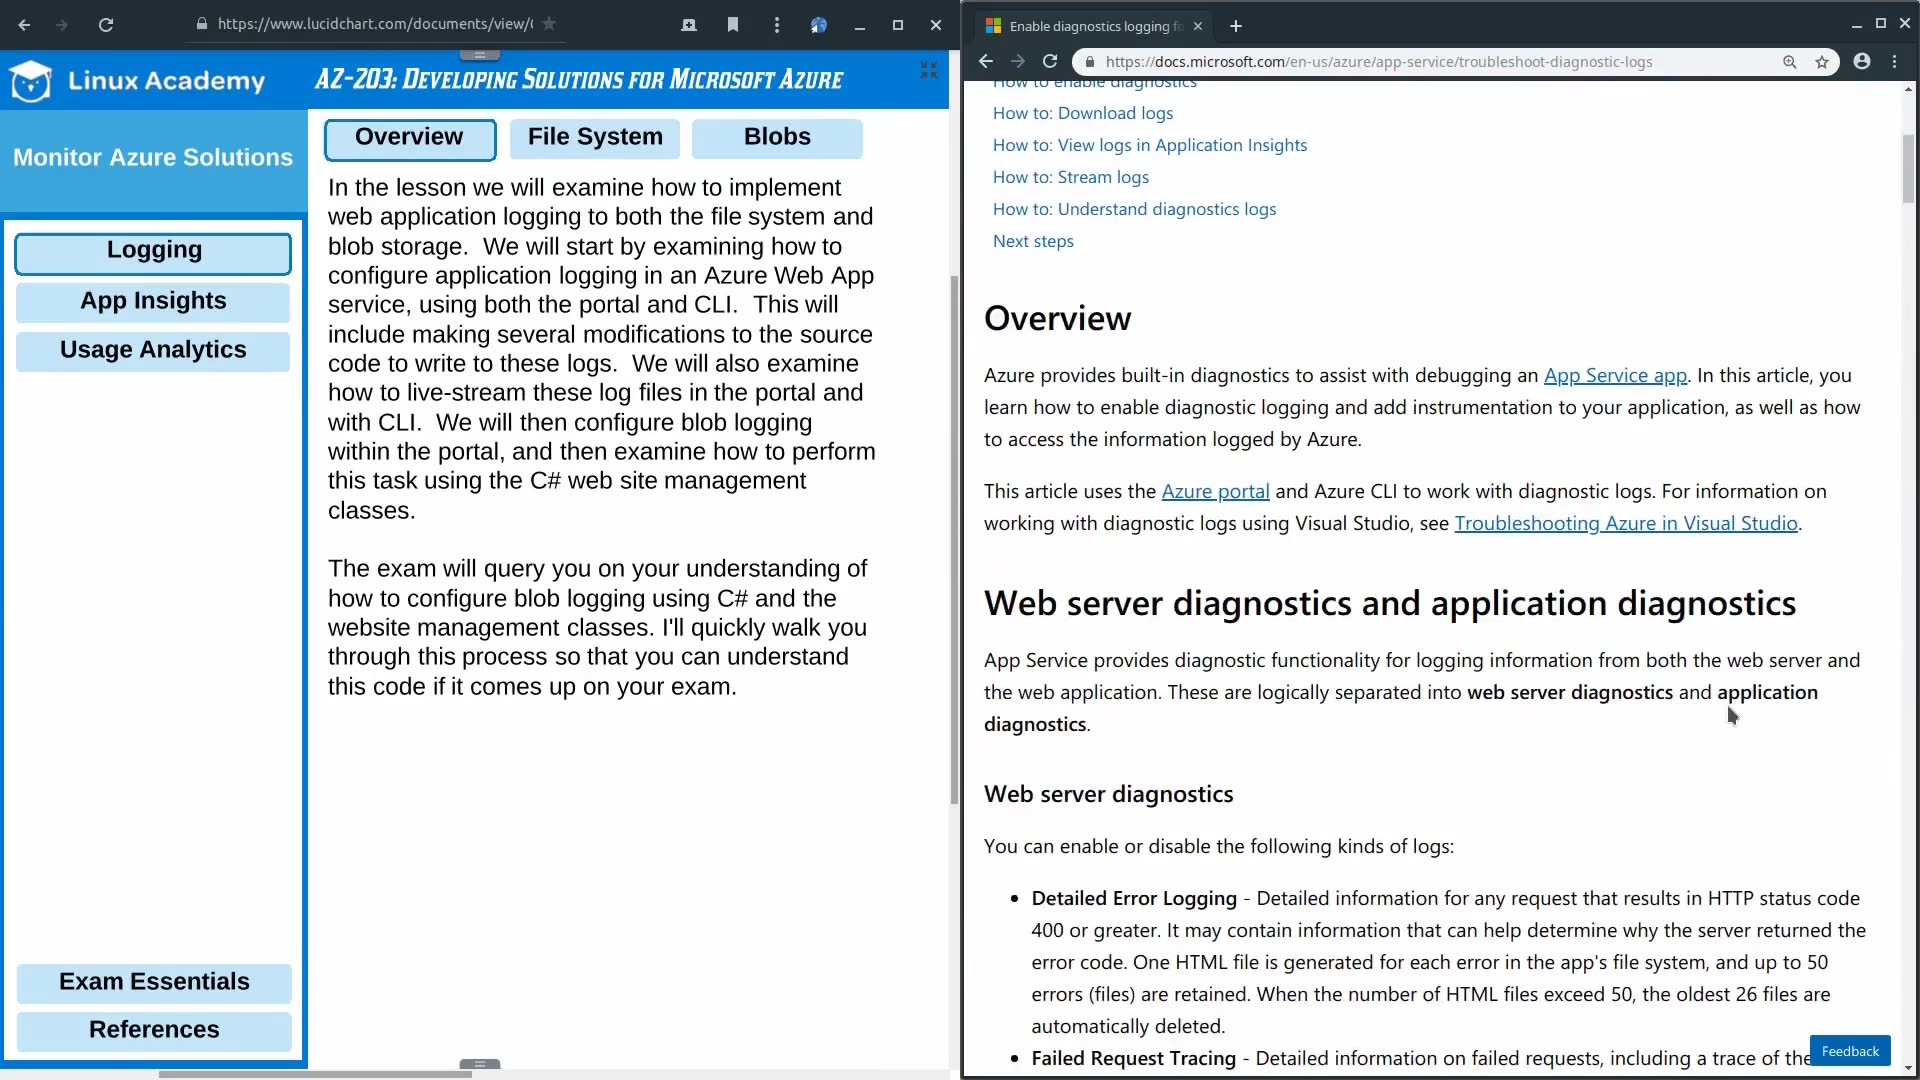 https://www.lucidchart.com/documents/view/
Linux Academy
AZ-203: Developing Solutions for Microsoft Azure
Monitor Azure Solutions
Logging
App Insights
Usage Analytics
Exam Essentials
References
Overview
File System
Blobs
In the lesson we will examine how to implement
web application logging to both the file system and
blob storage.  We will start by examining how to
configure application logging in an Azure Web App
service, using both the portal and CLI.  This will
include making several modifications to the source
code to write to these logs.  We will also examine
how to live-stream these log files in the portal and
with CLI.  We will then configure blob logging
within the portal, and then examine how to perform
this task using the C# web site management
classes.
The exam will query you on your understanding of
how to configure blob logging using C# and the
website management classes. I'll quickly walk you
through this process so that you can understand
this code if it comes up on your exam.
Enable diagnostics logging
https://docs.microsoft.com/en-us/azure/app-service/troubleshoot-diagnostic-logs
How to enable diagnostics
How to: Download logs
How to: View logs in Application Insights
How to: Stream logs
How to: Understand diagnostics logs
Next steps
Overview
Azure provides built-in diagnostics to assist with debugging an App Service app. In this article, you
learn how to enable diagnostic logging and add instrumentation to your application, as well as how
to access the information logged by Azure.
This article uses the Azure portal and Azure CLI to work with diagnostic logs. For information on
working with diagnostic logs using Visual Studio, see Troubleshooting Azure in Visual Studio.
Web server diagnostics and application diagnostics
App Service provides diagnostic functionality for logging information from both the web server and
the web application. These are logically separated into web server diagnostics and application
diagnostics.
Web server diagnostics
You can enable or disable the following kinds of logs:
• Detailed Error Logging - Detailed information for any request that results in HTTP status code
400 or greater. It may contain information that can help determine why the server returned the
error code. One HTML file is generated for each error in the app's file system, and up to 50
errors (files) are retained. When the number of HTML files exceed 50, the oldest 26 files are
automatically deleted.
• Failed Request Tracing - Detailed information on failed requests, including a trace of the
Feedback